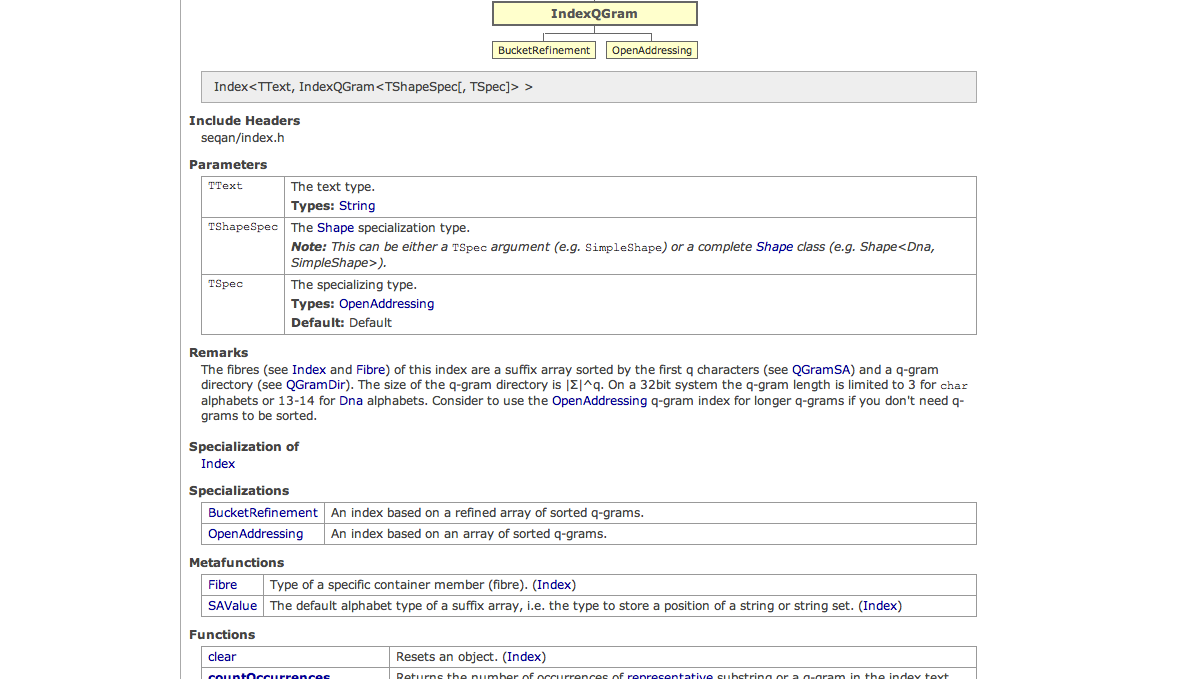 IndexQGram
BucketRefinement OpenAddressing
Index<TText, IndexQGram<TShapeSpec[, TSpec]> >
Include Headers
seqan/index.h
Parameters
TText The text type.
Types: String
TShapeSpec The Shape specialization type.
Note: This can be either a TSpec argument (e.g. SimpleShape) or a complete Shape class (e.g. Shape<Dna,
SimpleShape>).
TSpec The specializing type.
Types: OpenAddressing
Default: Default
Remarks
The fibres (see Index and Fibre) of this index are a suffix array sorted by the first q characters (see QGramSA) and a q-gram
directory (see QGramDir). The size of the q-gram directory is |Σ|^q. On a 32bit system the q-gram length is limited to 3 for char
alphabets or 13-14 for Dna alphabets. Consider to use the OpenAddressing q-gram index for longer q-grams if you don't need q-
grams to be sorted.
Specialization of
Index
Specializations
BucketRefinement An index based on a refined array of sorted q-grams.
OpenAddressing An index based on an array of sorted q-grams.
Metafunctions
Fibre Type of a specific container member (fibre). (Index)
SAValue The default alphabet type of a suffix array, i.e. the type to store a position of a string or string set. (Index)
Functions
clear Resets an object. (Index)
countOccurrences Returns the number of occurrences of representative substring or a q-gram in the index text.